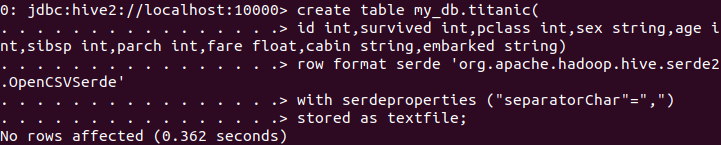 0: jdbc:hive2://localhost:10000> create table my_db.titanic(
. . . . . . . . . . . . . . . .> id int,survived int,pclass int,sex string,age i
nt,sibsp int,parch int,fare float,cabin string,embarked string)
. . . . . . . . . . . . . . . .> row format serde 'org.apache.hadoop.hive.serde2
.OpenCSVSerde'
. . . . . . . . . . . . . . . .> with serdeproperties ("separatorChar"=",")
. . . . . . . . . . . . . . . .> stored as textfile;
No rows affected (0.362 seconds)